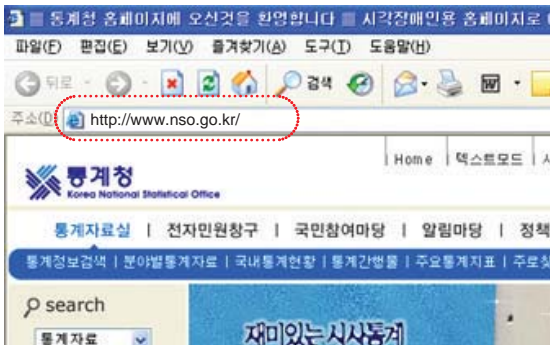 통계청 홈페이지에 오신것을 환영합니다 시각장애인용 홈페이지로
파일(F) 편집(E) 보기(V) 즐겨찾기(A) 도구(T) 도움말(H)
뒤로 검색
주소(D) http://www.nso.go.kr/
Home | 텍스트모드 |
통계청
Korea National Statistical Office
통계자료실 | 전자민원창구 | 국민참여마당 | 알림마당 | 정책
통계정보검색 | 분야별통계자료 | 국내통계현황 | 통계간행물 | 주요통계지표 |
search
통계자료 재미있는 시사통계